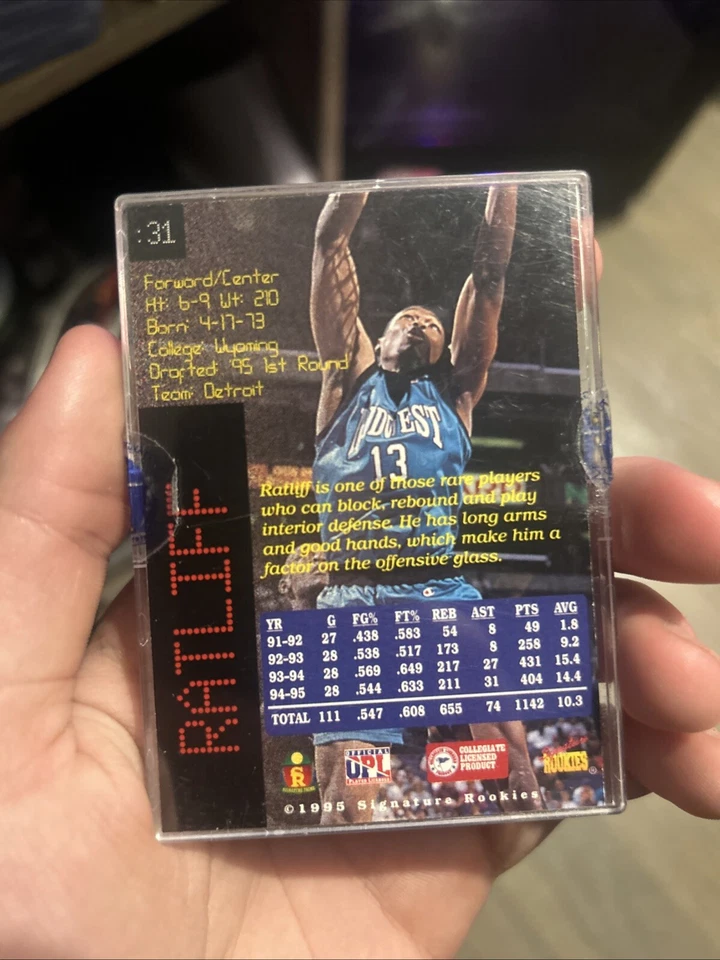 :31
Forward/Center
Ht: 6-9 Wt: 210
Born: 4-17-73
College: Wyoming
Drafted: '95 1st Round
Team: Detroit
RATLIFF
MIDWEST
13
Ratliff is one of those rare players
who can block, rebound and play
interior defense. He has long arms
and good hands, which make him a
factor on the offensive glass.
YR G FG% FT% REB AST PTS AVG
91-92 27 .438 .583 54 8 49 1.8
92-93 28 .538 .517 173 8 258 9.2
93-94 28 .569 .649 217 27 431 15.4
94-95 28 .544 .633 211 31 404 14.4
TOTAL 111 .547 .608 655 74 1142 10.3
SR
OFFICIAL
UPI
COLLEGIATE
LICENSED
PRODUCT
ROOKIES®
©1995 Signature Rookies